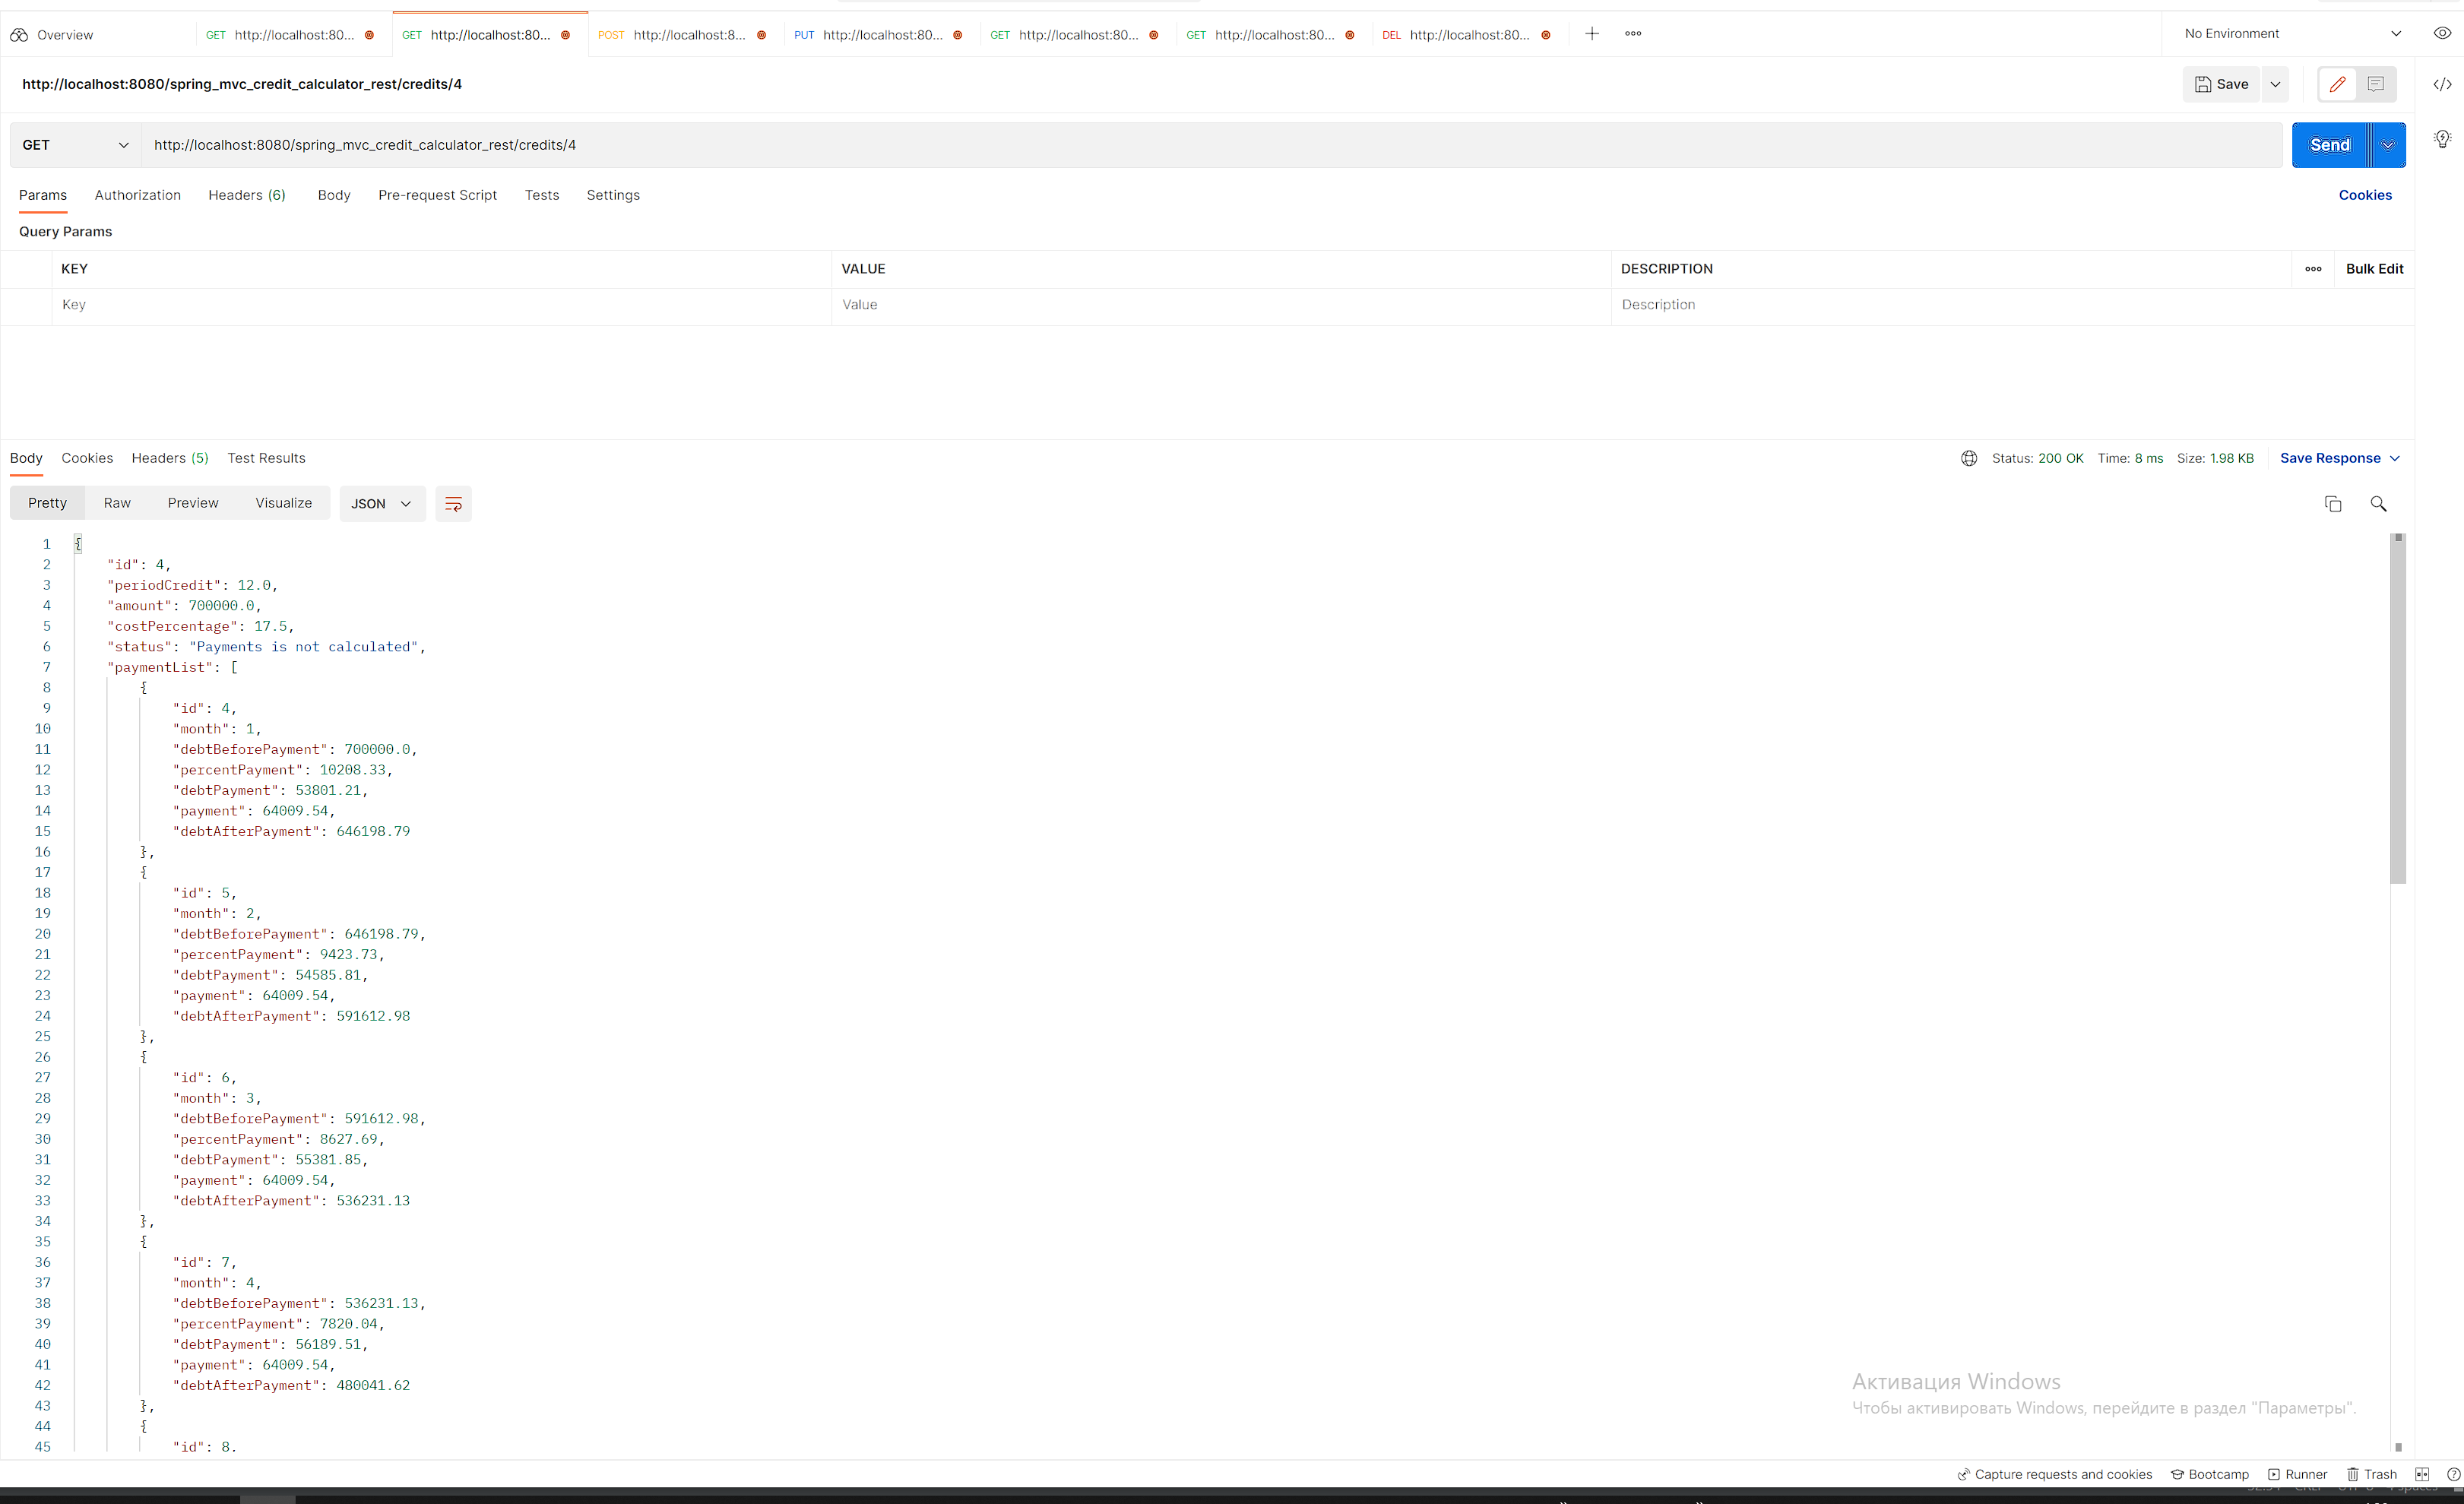 Overview GET http://localhost:80... GET http://localhost:80... POST http://localhost:8... PUT http://localhost:80... GET http://localhost:80... GET http://localhost:80... DEL http://localhost:80... No Environment
http://localhost:8080/spring_mvc_credit_calculator_rest/credits/4 Save
GET http://localhost:8080/spring_mvc_credit_calculator_rest/credits/4 Send
Params Authorization Headers (6) Body Pre-request Script Tests Settings Cookies
Query Params
KEY VALUE DESCRIPTION Bulk Edit
Key Value Description
Body Cookies Headers (5) Test Results Status: 200 OK Time: 8 ms Size: 1.98 KB Save Response
Pretty Raw Preview Visualize JSON
1 {
2 "id": 4,
3 "periodCredit": 12.0,
4 "amount": 700000.0,
5 "costPercentage": 17.5,
6 "status": "Payments is not calculated",
7 "paymentList": [
8 {
9 "id": 4,
10 "month": 1,
11 "debtBeforePayment": 700000.0,
12 "percentPayment": 10208.33,
13 "debtPayment": 53801.21,
14 "payment": 64009.54,
15 "debtAfterPayment": 646198.79
16 },
17 {
18 "id": 5,
19 "month": 2,
20 "debtBeforePayment": 646198.79,
21 "percentPayment": 9423.73,
22 "debtPayment": 54585.81,
23 "payment": 64009.54,
24 "debtAfterPayment": 591612.98
25 },
26 {
27 "id": 6,
28 "month": 3,
29 "debtBeforePayment": 591612.98,
30 "percentPayment": 8627.69,
31 "debtPayment": 55381.85,
32 "payment": 64009.54,
33 "debtAfterPayment": 536231.13
34 },
35 {
36 "id": 7,
37 "month": 4,
38 "debtBeforePayment": 536231.13,
39 "percentPayment": 7820.04,
40 "debtPayment": 56189.51,
41 "payment": 64009.54,
42 "debtAfterPayment": 480041.62
43 },
44 {
45 "id": 8.
Активация Windows
Чтобы активировать Windows, перейдите в раздел "Параметры".
Capture requests and cookies Bootcamp Runner Trash